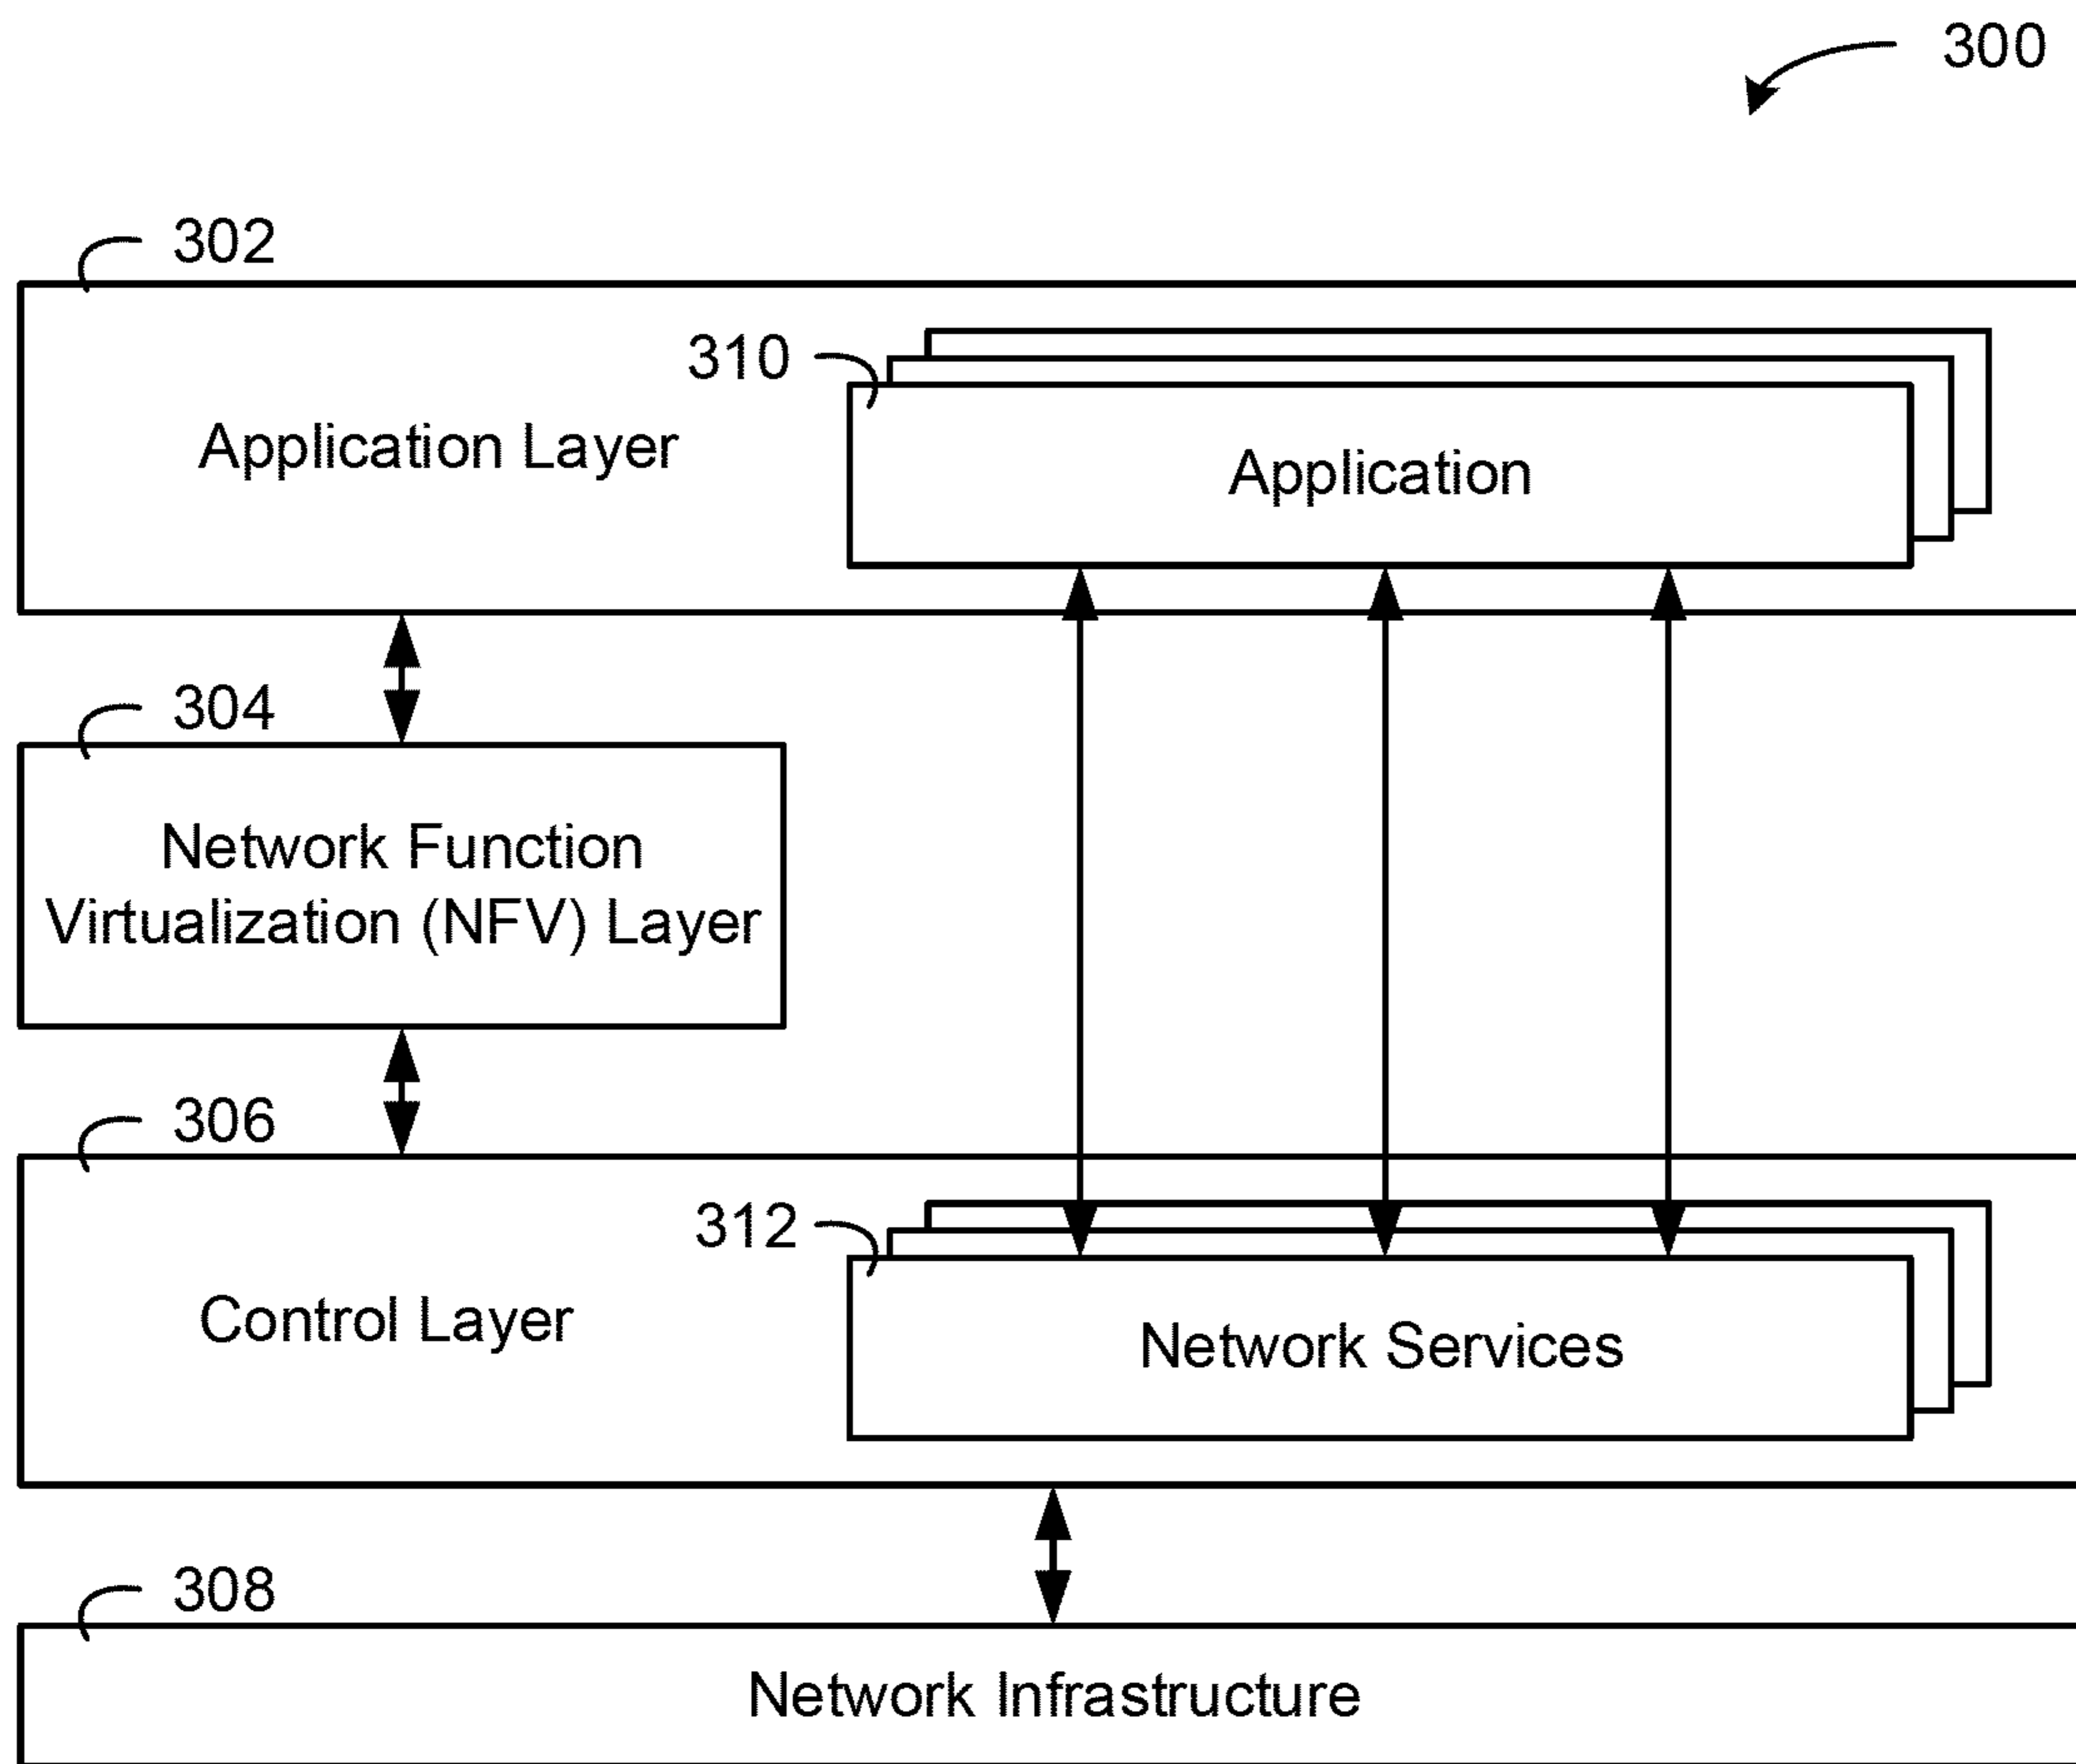 300
302
310
Application Layer
Application
304
Network Function
Virtualization (NFV) Layer
306
312
Control Layer
Network Services
308
Network Infrastructure